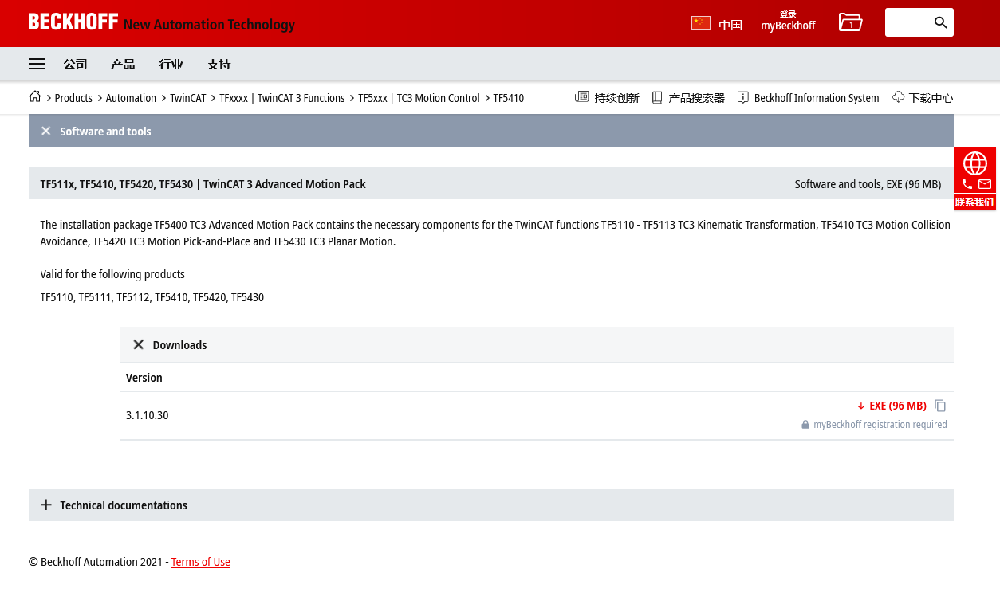 BECKHOFF New Automation Technology
中国
登录
myBeckhoff
1
公司 产品 行业 支持
Products Automation TwinCAT TFxxxx | TwinCAT 3 Functions TF5xxx | TC3 Motion Control TF5410
持续创新 产品搜索器 Beckhoff Information System 下载中心
Software and tools
联系我们
TF511x, TF5410, TF5420, TF5430 | TwinCAT 3 Advanced Motion Pack Software and tools, EXE (96 MB)
The installation package TF5400 TC3 Advanced Motion Pack contains the necessary components for the TwinCAT functions TF5110 - TF5113 TC3 Kinematic Transformation, TF5410 TC3 Motion Collision
Avoidance, TF5420 TC3 Motion Pick-and-Place and TF5430 TC3 Planar Motion.
Valid for the following products
TF5110, TF5111, TF5112, TF5410, TF5420, TF5430
Downloads
Version
3.1.10.30
EXE (96 MB)
myBeckhoff registration required
Technical documentations
© Beckhoff Automation 2021 - Terms of Use